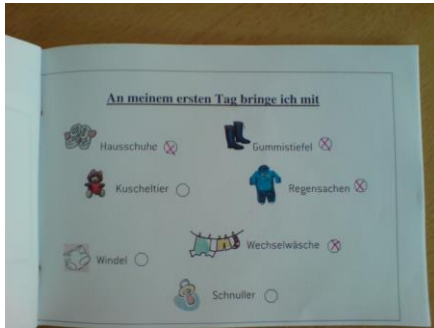 An meinem ersten Tag bringe ich mit
Hausschuhe
Gummistiefel
Kuscheltier
Regensachen
Wechselwäsche
Windel
Schnuller